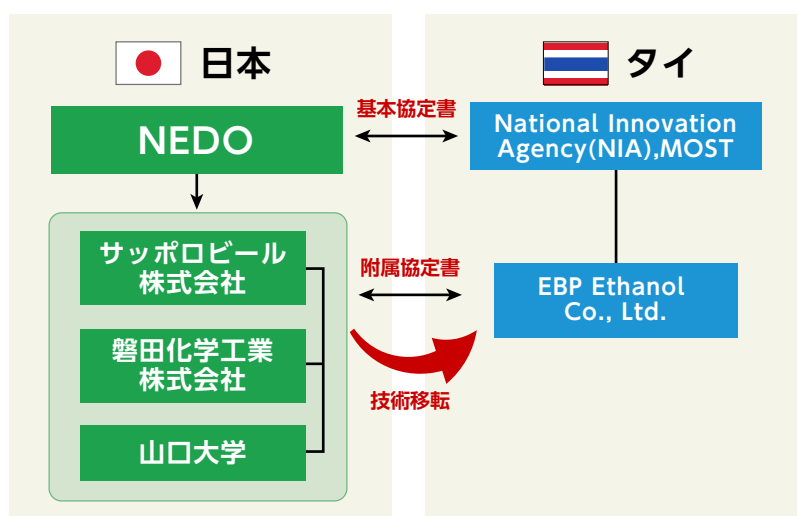 日本
タイ
NEDO
基本協定書
National Innovation
Agency(NIA),MOST
サッポロビール
株式会社
附属協定書
EBP Ethanol
Co., Ltd.
磐田化学工業
株式会社
技術移転
山口大学